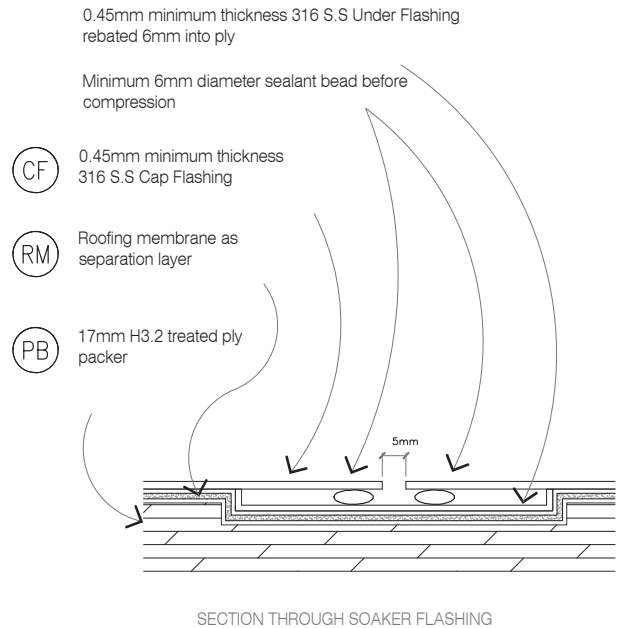 0.45mm minimum thickness 316 S.S Under Flashing
rebated 6mm into ply
Minimum 6mm diameter sealant bead before
compression
CF
0.45mm minimum thickness
316 S.S Cap Flashing
RM
Roofing membrane as
separation layer
PB
17mm H3.2 treated ply
packer
5mm
SECTION THROUGH SOAKER FLASHING